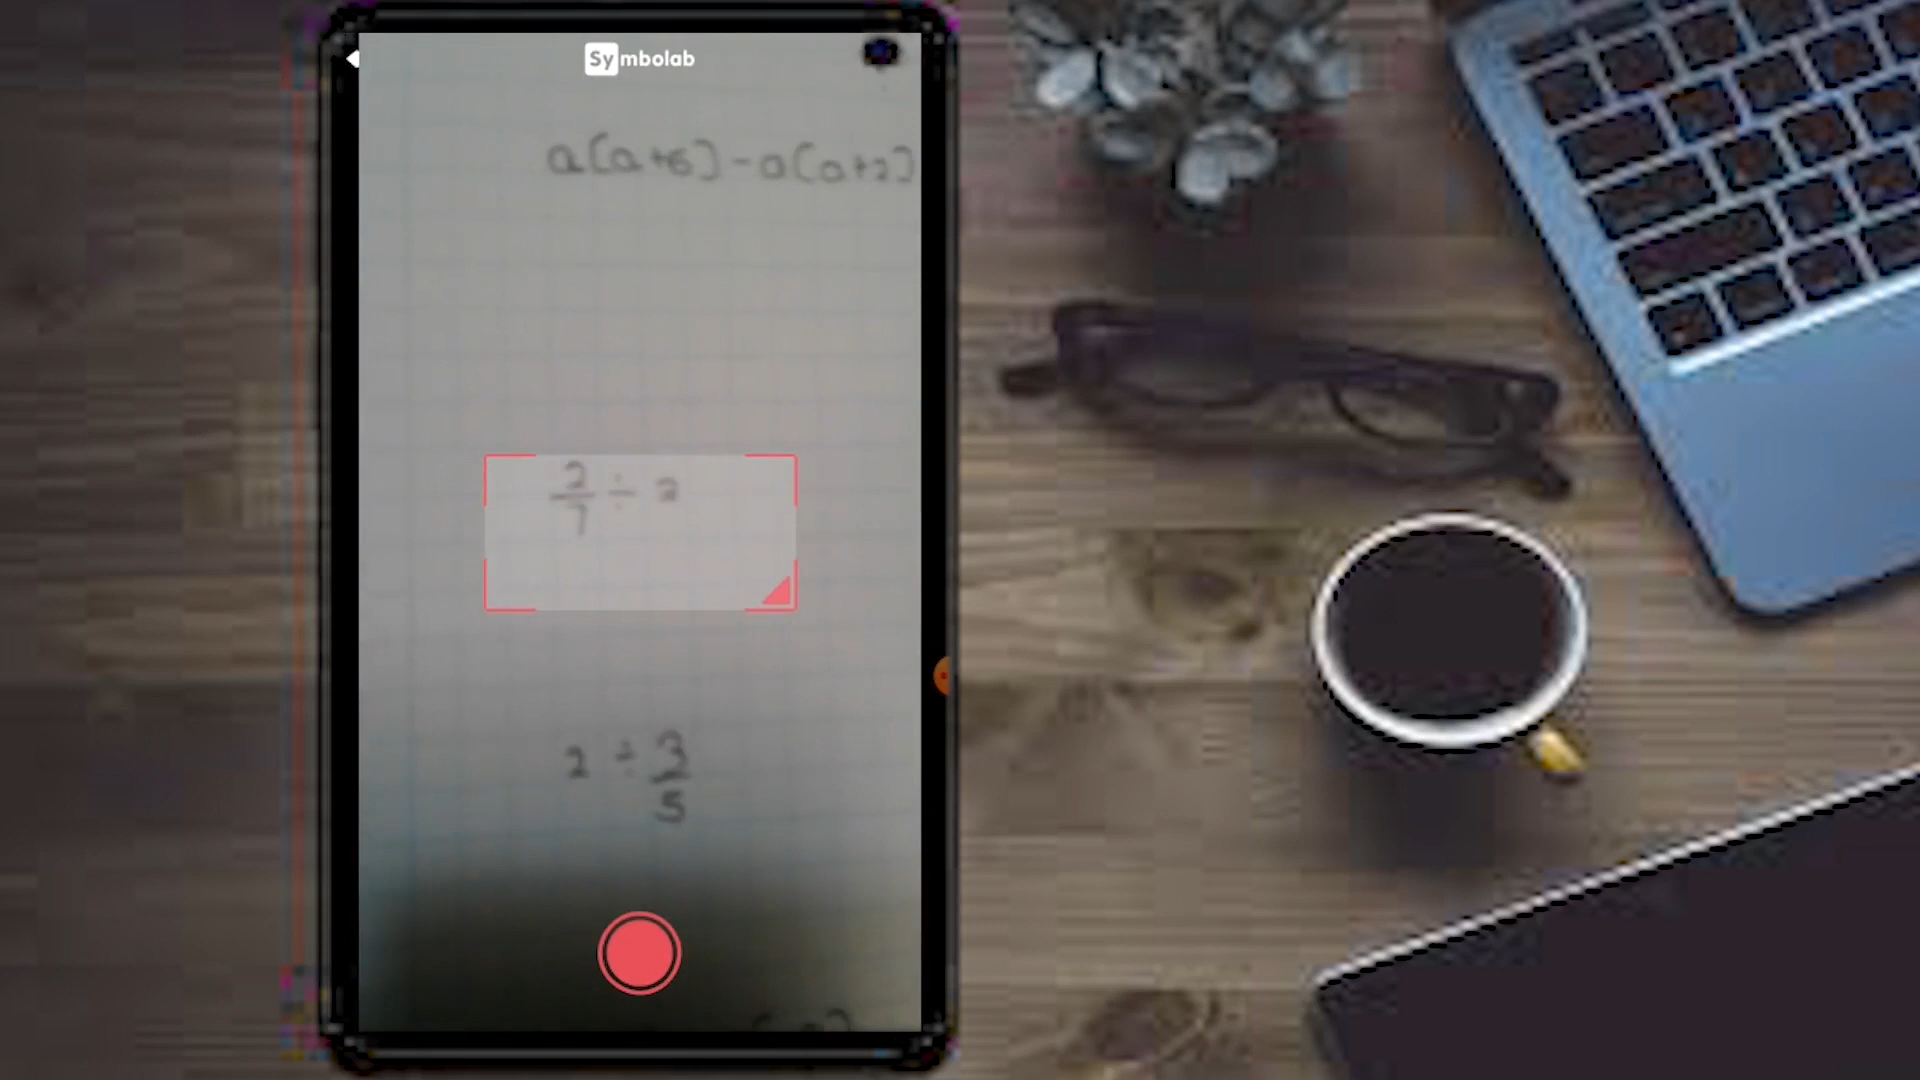 Symbolab
a(a+6)-a(a+2)
2/7 ÷ 2
2 ÷ 3/5